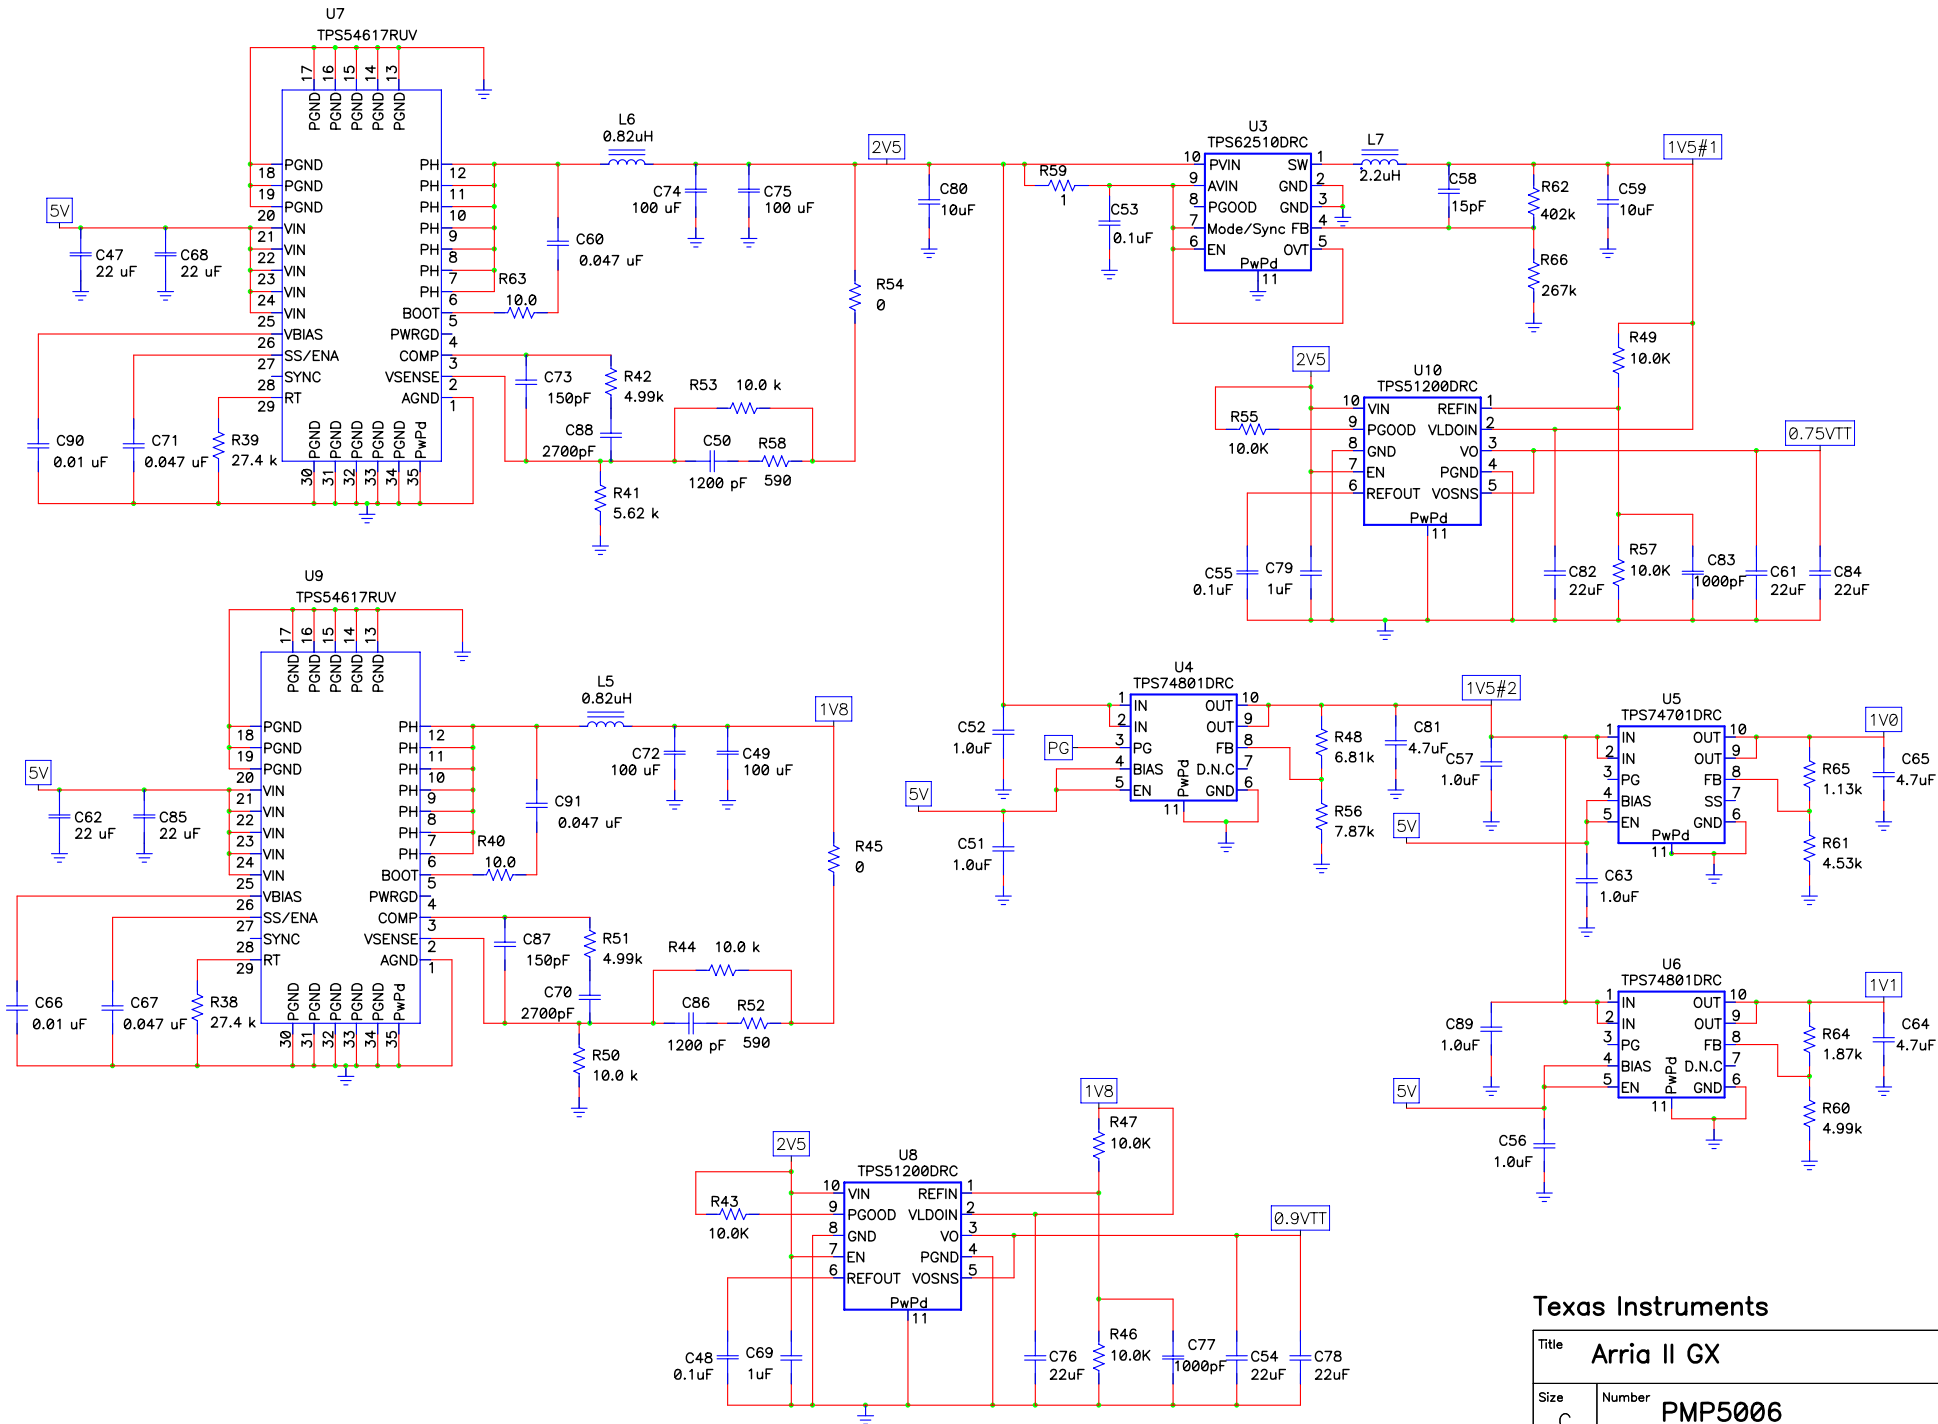 U7
TPS54617RUV
17 16 15 14 13
PGND PGND PGND PGND PGND
PGND 18
PGND 19
PGND 20
VIN 21
VIN 22
VIN 23
VIN 24
VIN 25
VBIAS 26
SS/ENA 27
SYNC 28
RT 29
PH 12
PH 11
PH 10
PH 9
PH 8
PH 7
PH 6
BOOT 5
PWRGD 4
COMP 3
VSENSE 2
AGND 1
PGND PGND PGND PGND PGND PwPd
30 31 32 33 34 35
5V
C47
22 uF
C68
22 uF
C90
0.01 uF
C71
0.047 uF
R39
27.4 k
L6
0.82uH
C60
0.047 uF
R63
10.0
C74
100 uF
C75
100 uF
R54
0
C73
150pF
R42
4.99k
C88
2700pF
R53 10.0 k
C50
1200 pF
R58
590
R41
5.62 k
2V5
C80
10uF
R59
1
C53
0.1uF
U3
TPS62510DRC
10 PVIN
9 AVIN
8 PGOOD
7 Mode/Sync
6 EN
SW 1
GND 2
GND 3
FB 4
OVT 5
PwPd
11
L7
2.2uH
C58
15pF
R62
402k
C59
10uF
R66
267k
1V5#1
R49
10.0K
2V5
U10
TPS51200DRC
R55
10.0K
10 VIN
9 PGOOD
8 GND
7 EN
6 REFOUT
REFIN 1
VLDOIN 2
VO 3
PGND 4
VOSNS 5
PwPd
11
0.75VTT
C55
0.1uF
C79
1uF
C82
22uF
R57
10.0K
C83
1000pF
C61
22uF
C84
22uF
U9
TPS54617RUV
17 16 15 14 13
PGND PGND PGND PGND PGND
PGND 18
PGND 19
PGND 20
VIN 21
VIN 22
VIN 23
VIN 24
VIN 25
VBIAS 26
SS/ENA 27
SYNC 28
RT 29
PH 12
PH 11
PH 10
PH 9
PH 8
PH 7
PH 6
BOOT 5
PWRGD 4
COMP 3
VSENSE 2
AGND 1
PGND PGND PGND PGND PGND PwPd
30 31 32 33 34 35
5V
C62
22 uF
C85
22 uF
C66
0.01 uF
C67
0.047 uF
R38
27.4 k
L5
0.82uH
C91
0.047 uF
R40
10.0
C72
100 uF
C49
100 uF
1V8
R45
0
C87
150pF
R51
4.99k
C70
2700pF
R44 10.0 k
C86
1200 pF
R52
590
R50
10.0 k
U4
TPS74801DRC
1 IN
2 IN
3 PG
4 BIAS
5 EN
OUT 10
OUT 9
FB 8
D.N.C 7
GND 6
PwPd
11
C52
1.0uF
PG
5V
C51
1.0uF
R48
6.81k
C81
4.7uF
R56
7.87k
1V5#2
C57
1.0uF
U5
TPS74701DRC
1 IN
2 IN
3 PG
4 BIAS
5 EN
OUT 10
OUT 9
FB 8
SS 7
GND 6
PwPd
11
1V0
R65
1.13k
C65
4.7uF
R61
4.53k
5V
C63
1.0uF
U6
TPS74801DRC
1 IN
2 IN
3 PG
4 BIAS
5 EN
OUT 10
OUT 9
FB 8
D.N.C 7
GND 6
PwPd
11
1V1
C89
1.0uF
R64
1.87k
C64
4.7uF
R60
4.99k
5V
C56
1.0uF
1V8
R47
10.0K
2V5
U8
TPS51200DRC
R43
10.0K
10 VIN
9 PGOOD
8 GND
7 EN
6 REFOUT
REFIN 1
VLDOIN 2
VO 3
PGND 4
VOSNS 5
PwPd
11
0.9VTT
C48
0.1uF
C69
1uF
C76
22uF
R46
10.0K
C77
1000pF
C54
22uF
C78
22uF
Texas Instruments
Title Arria II GX
Size C
Number PMP5006